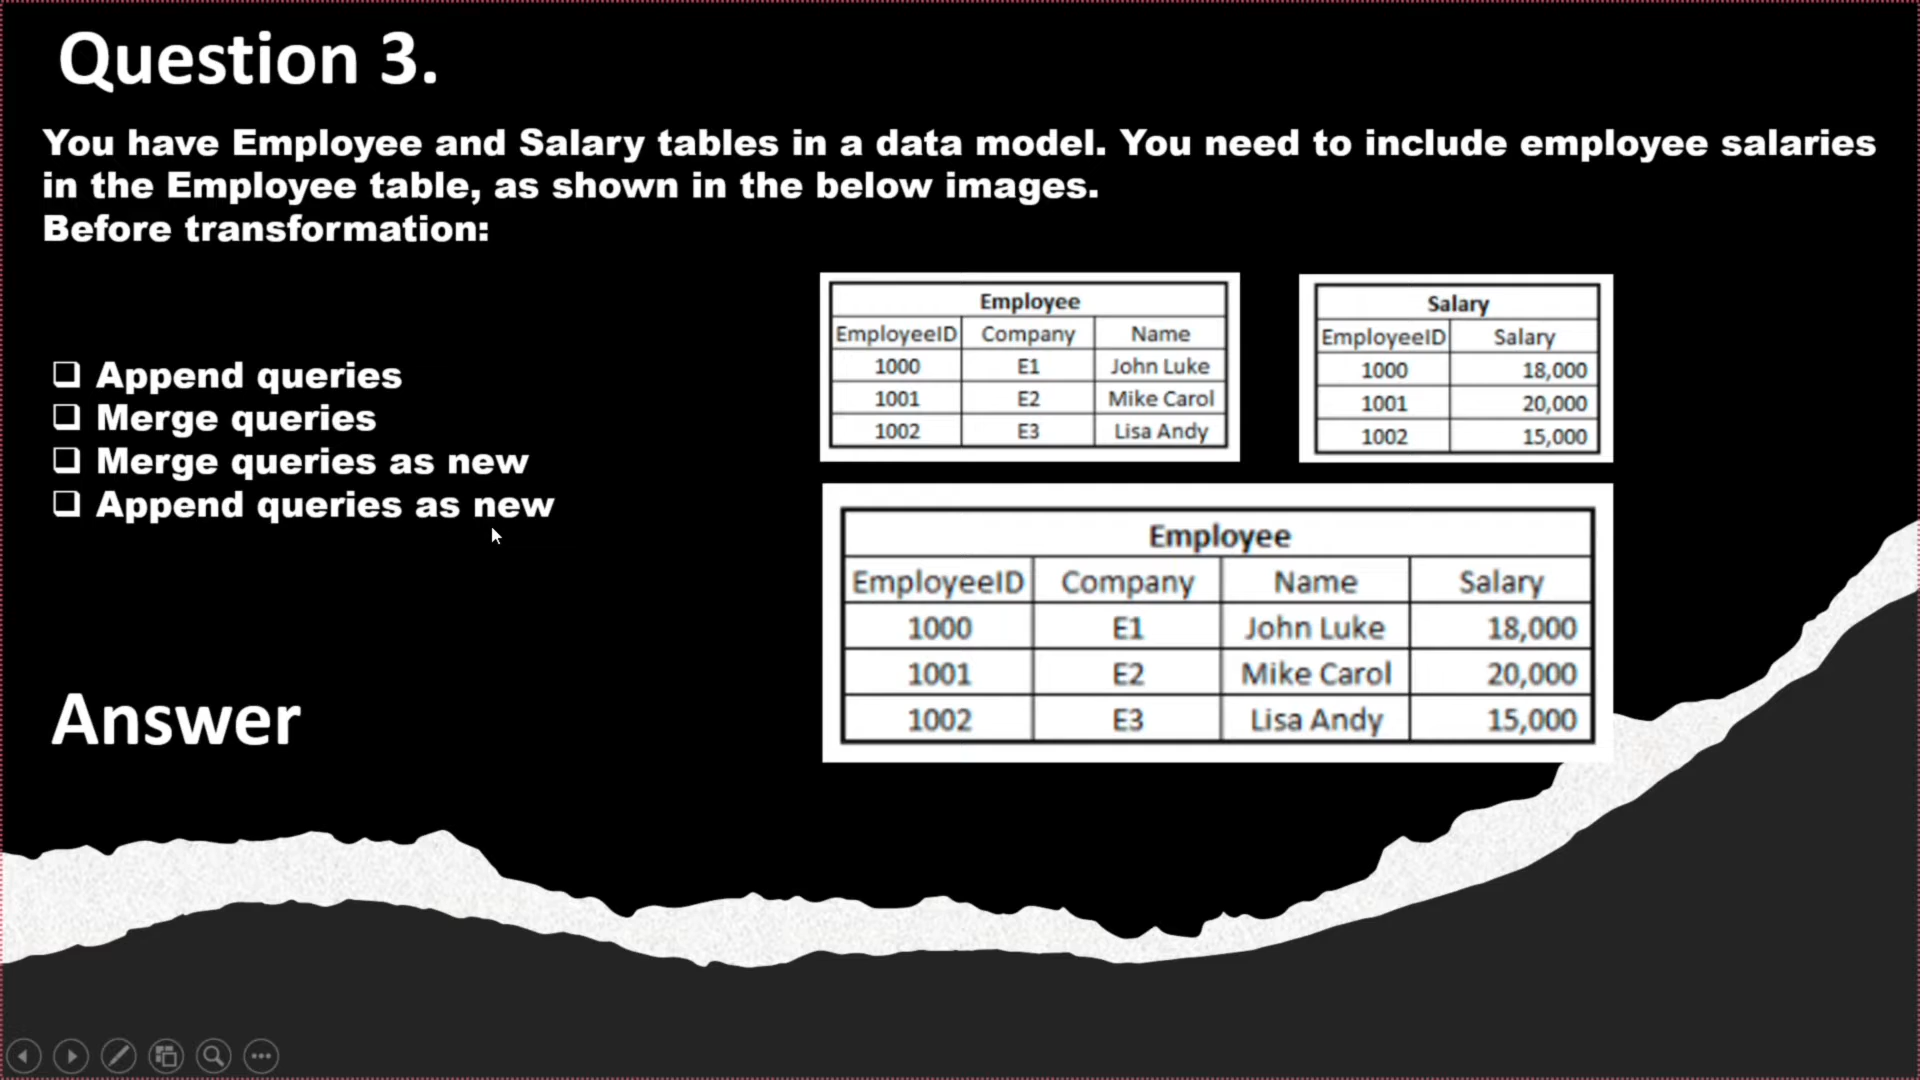 Question 3.
You have Employee and Salary tables in a data model. You need to include employee salaries
in the Employee table, as shown in the below images.
Before transformation:
Append queries
Merge queries
Merge queries as new
Append queries as new
Employee
EmployeeID Company Name
1000 E1 John Luke
1001 E2 Mike Carol
1002 E3 Lisa Andy
Salary
EmployeeID Salary
1000 18,000
1001 20,000
1002 15,000
Employee
EmployeeID Company Name Salary
1000 E1 John Luke 18,000
1001 E2 Mike Carol 20,000
1002 E3 Lisa Andy 15,000
Answer